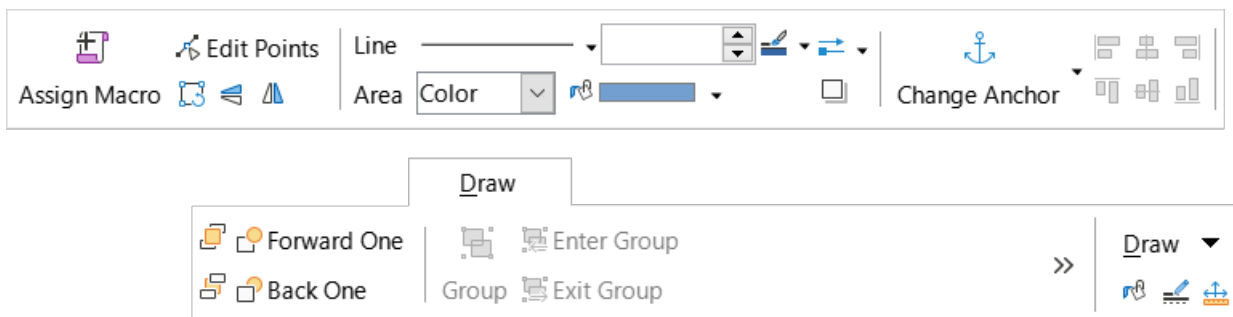 Edit Points Line
Assign Macro Area Color Change Anchor
Draw
Forward One Enter Group Draw
Back One Group Exit Group